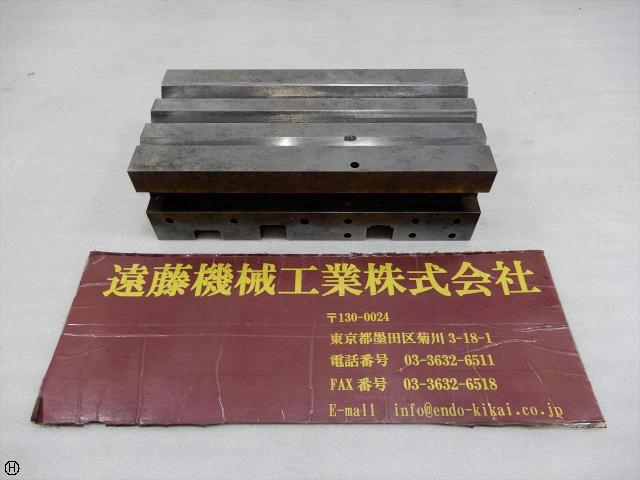 遠藤機械工業株式会社
〒130-0024
東京都墨田区菊川 3-18-1
電話番号 03-3632-6511
FAX 番号 03-3632-6518
E-mall info@endo-kikai.co.jp
H